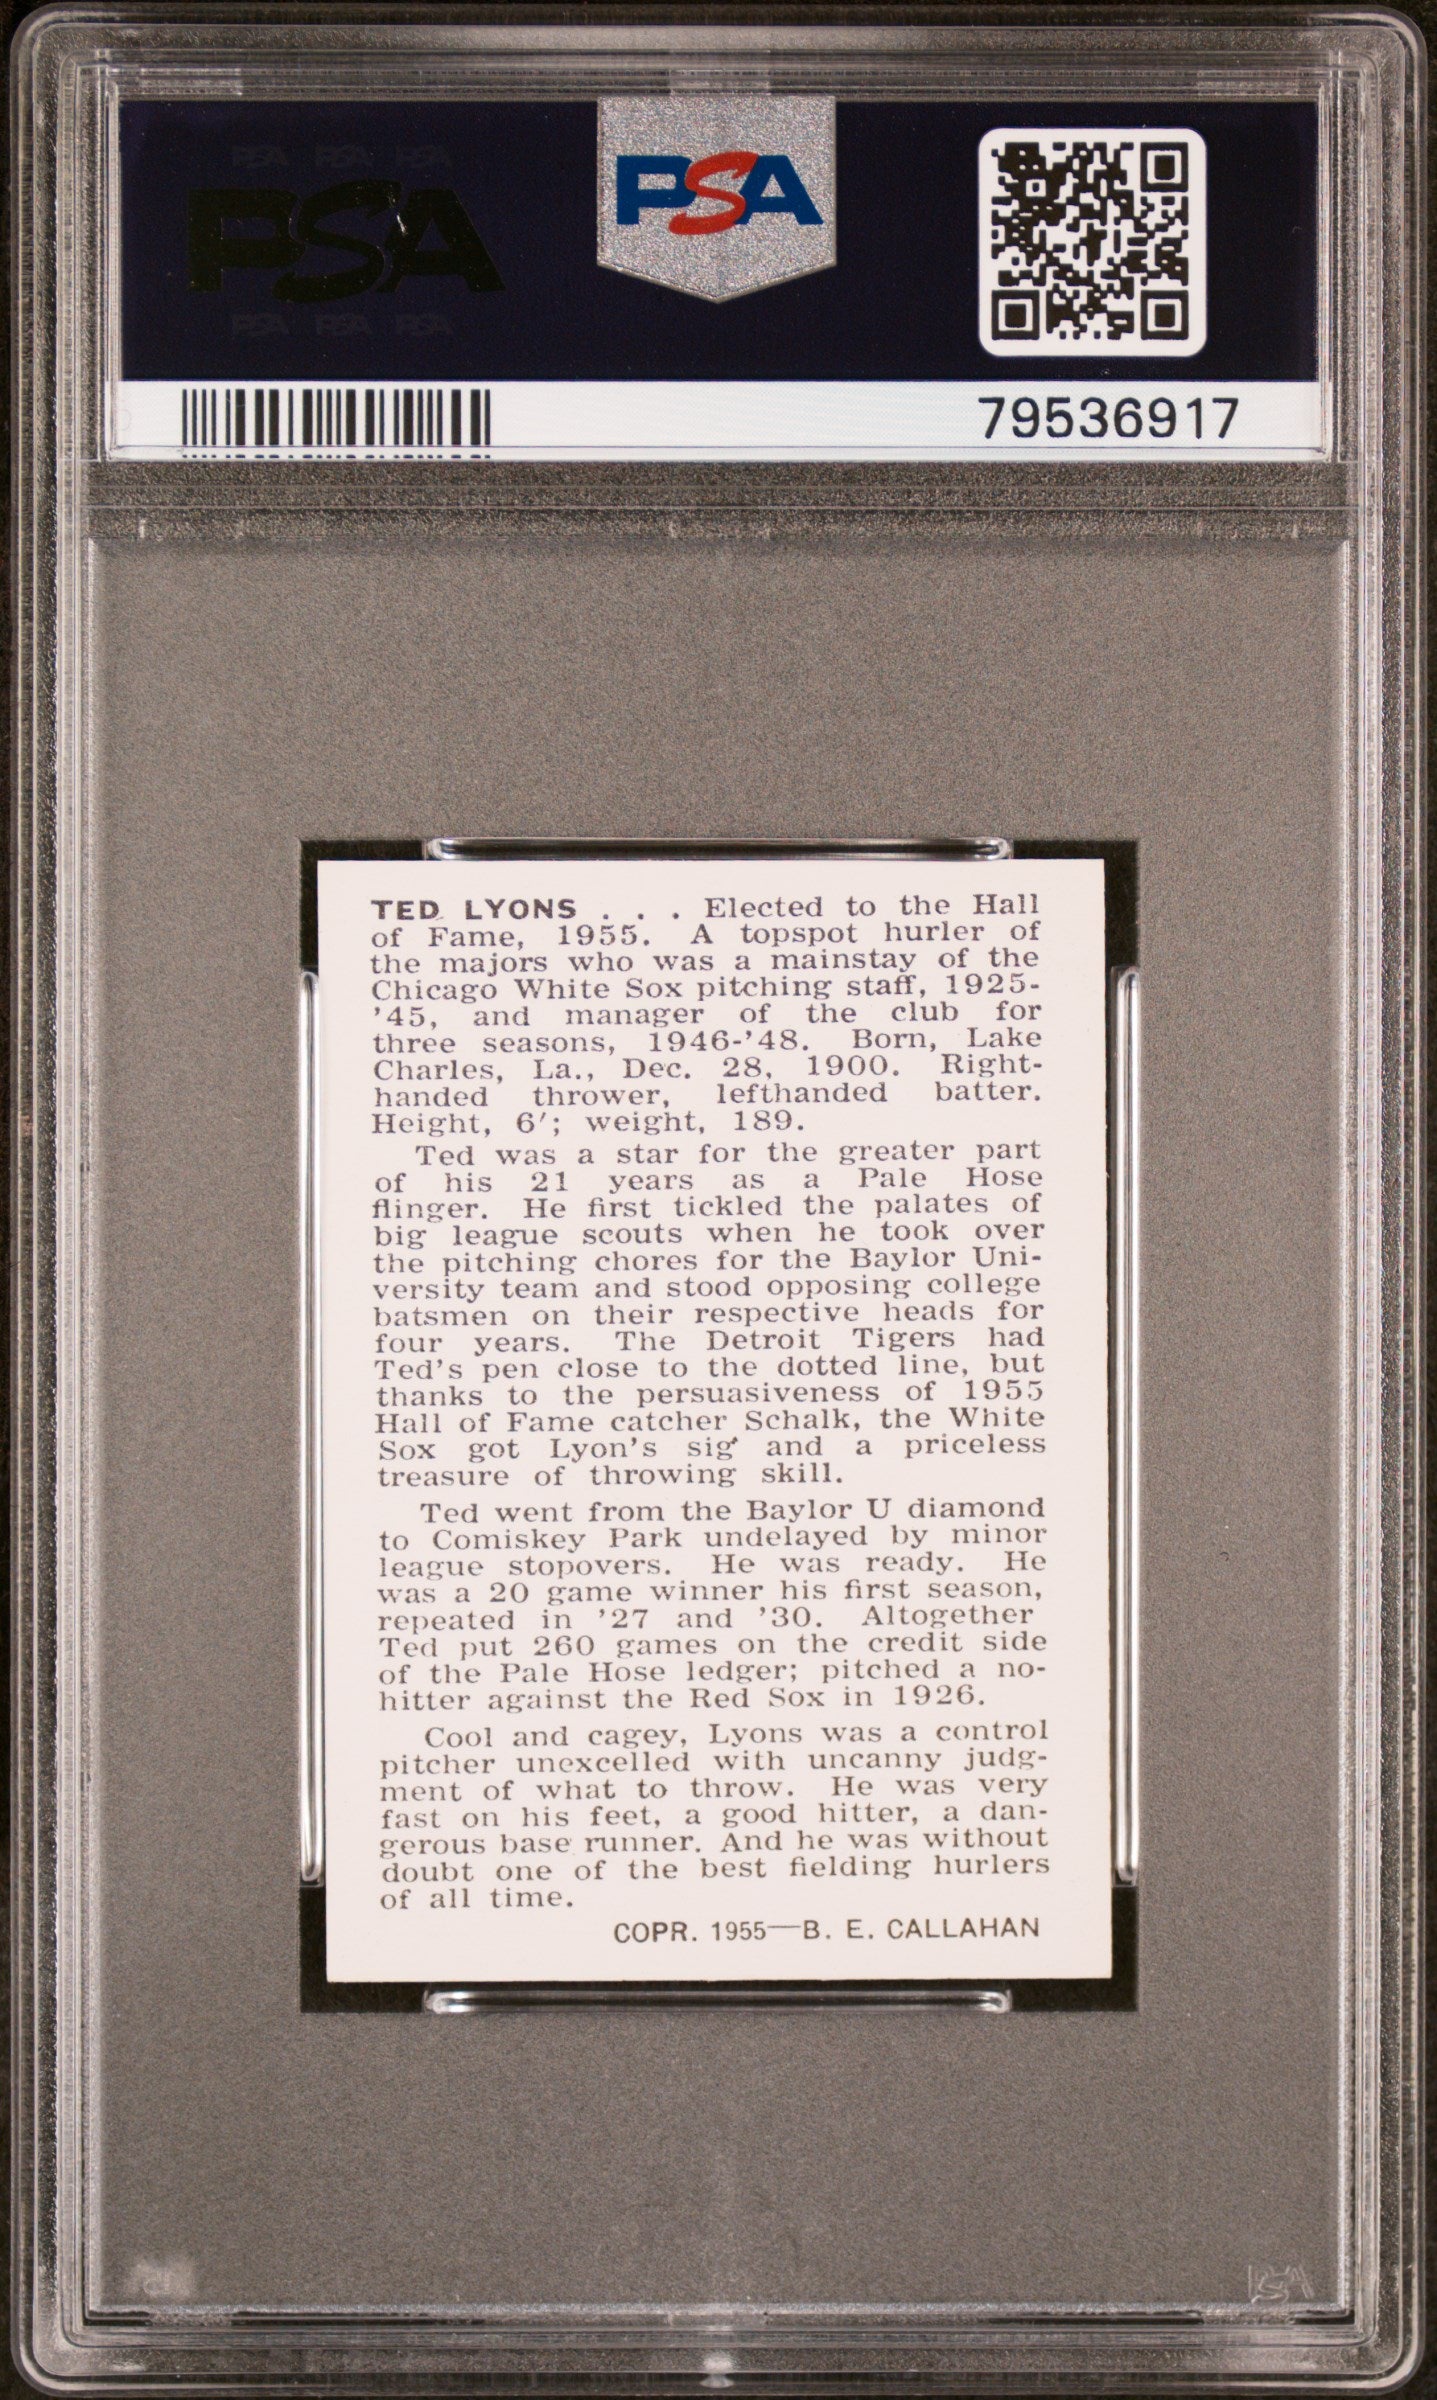 PSA PSA PSA
PSA
PSA PSA PSA
PSA
79536917
TED LYONS . . . Elected to the Hall
of Fame, 1955. A topspot hurler of
the majors who was a mainstay of the
Chicago White Sox pitching staff, 1925-
'45, and manager of the club for
three seasons, 1946-'48. Born, Lake
Charles, La., Dec. 28, 1900. Right-
handed thrower, lefthanded batter.
Height, 6'; weight, 189.
Ted was a star for the greater part
of his 21 years as a Pale Hose
flinger. He first tickled the palates of
big league scouts when he took over
the pitching chores for the Baylor Uni-
versity team and stood opposing college
batsmen on their respective heads for
four years. The Detroit Tigers had
Ted's pen close to the dotted line, but
thanks to the persuasiveness of 1955
Hall of Fame catcher Schalk, the White
Sox got Lyon's sig' and a priceless
treasure of throwing skill.
Ted went from the Baylor U diamond
to Comiskey Park undelayed by minor
league stopovers. He was ready. He
was a 20 game winner his first season,
repeated in '27 and '30. Altogether
Ted put 260 games on the credit side
of the Pale Hose ledger; pitched a no-
hitter against the Red Sox in 1926.
Cool and cagey, Lyons was a control
pitcher unexcelled with uncanny judg-
ment of what to throw. He was very
fast on his feet, a good hitter, a dan-
gerous base runner. And he was without
doubt one of the best fielding hurlers
of all time.
COPR. 1955—B. E. CALLAHAN
PSA